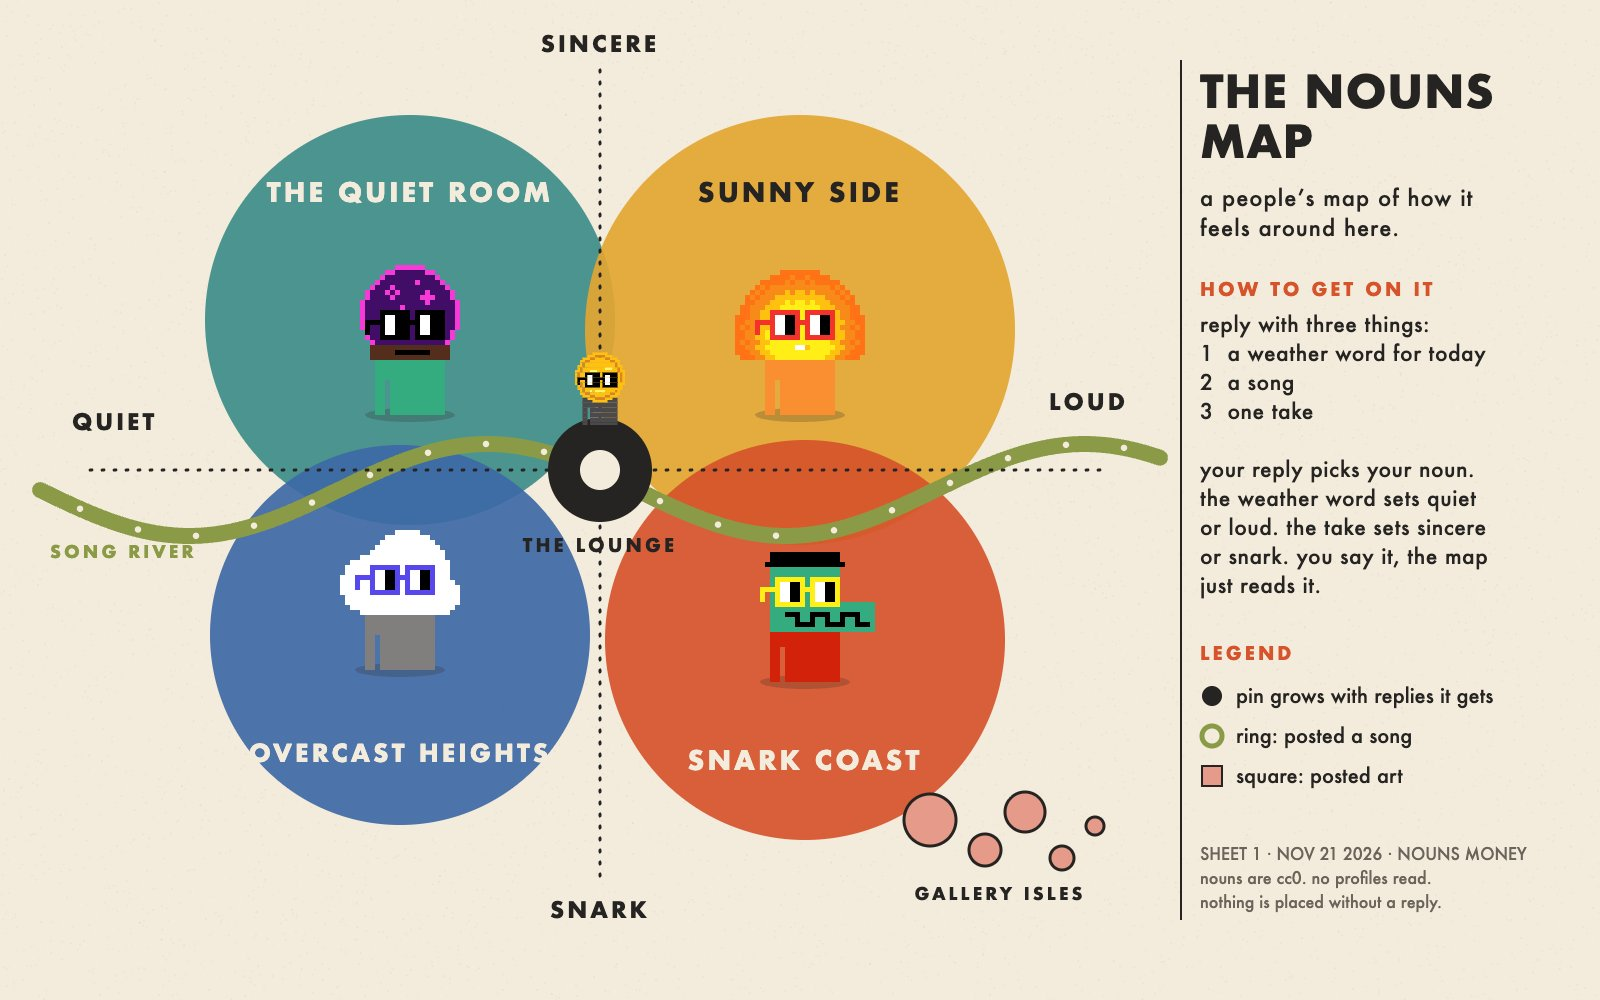 SINCERE
THE QUIET ROOM
SUNNY SIDE
QUIET
LOUD
SONG RIVER
THE LOUNGE
OVERCAST HEIGHTS
SNARK COAST
GALLERY ISLES
SNARK
THE NOUNS
MAP
a people’s map of how it
feels around here.
HOW TO GET ON IT
reply with three things:
1 a weather word for today
2 a song
3 one take
your reply picks your noun.
the weather word sets quiet
or loud. the take sets sincere
or snark. you say it, the map
just reads it.
LEGEND
pin grows with replies it gets
ring: posted a song
square: posted art
SHEET 1 · NOV 21 2026 · NOUNS MONEY
nouns are cc0. no profiles read.
nothing is placed without a reply.